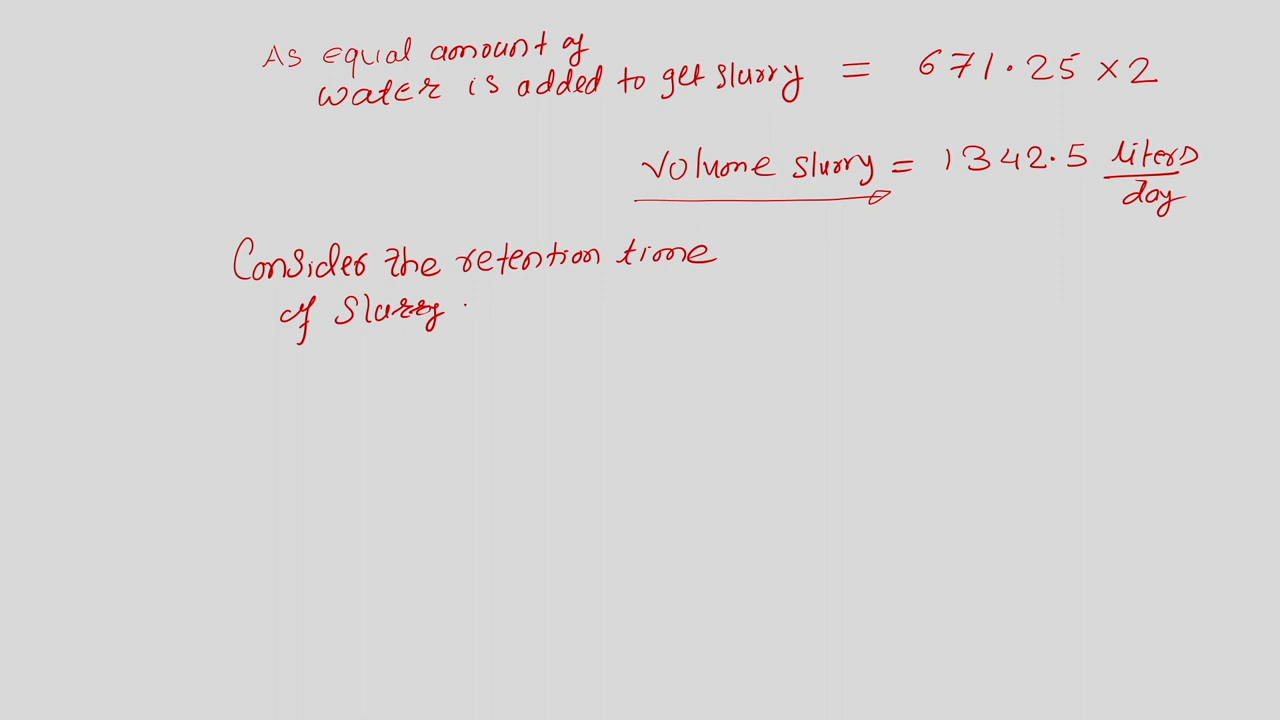 As equal amount of
water is added to get slurry = 671.25 × 2
Volume slurry = 1342.5 liters/day
Consider the retention time
of Slurry